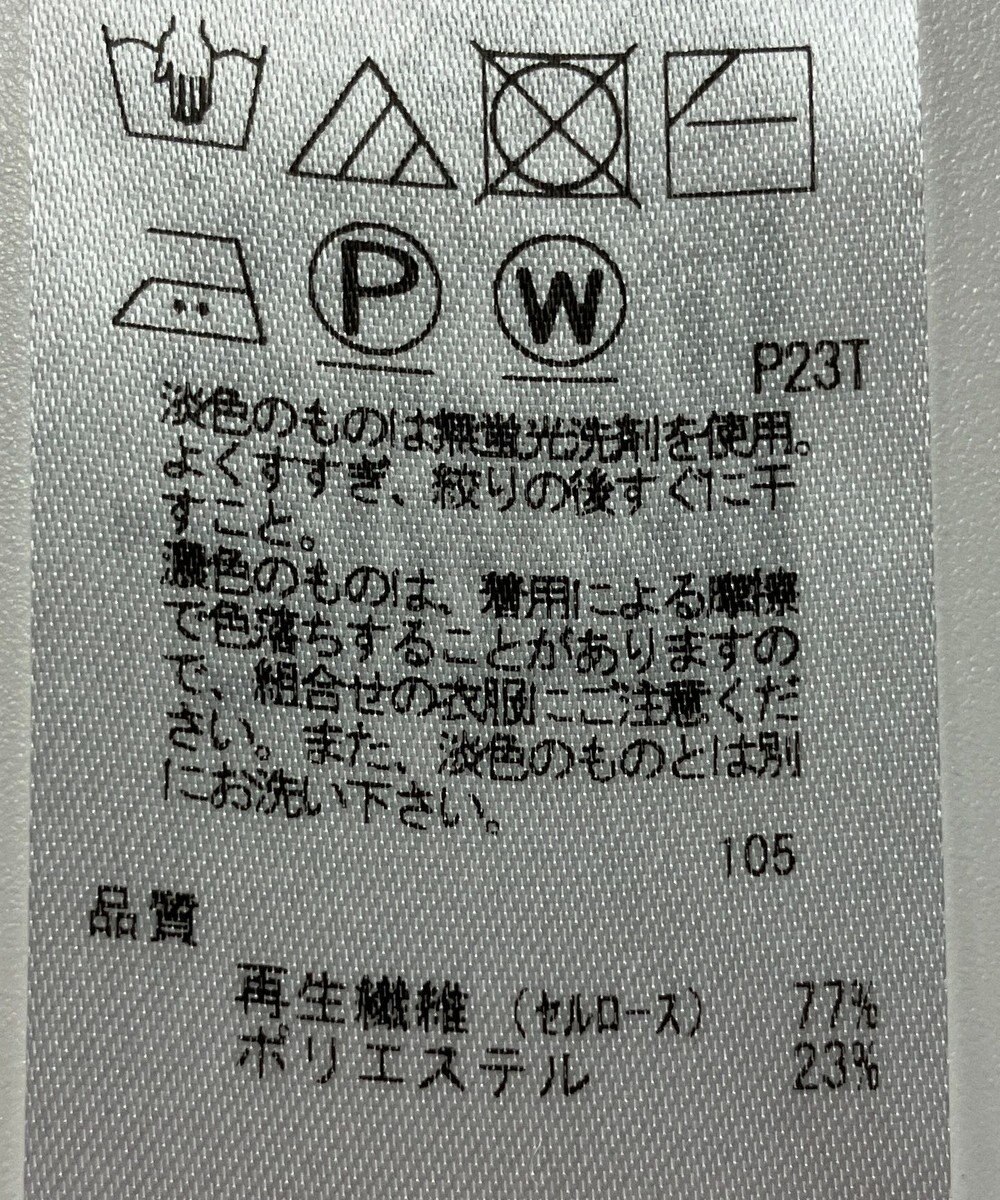 P
W
P23T
淡色のものは無蛍光洗剤を使用。
よくすすぎ、絞りの後すぐに干
すこと。
濃色のものは、着用による摩擦
で色落ちすることがありますの
で、組合せの衣服にご注意くだ
さい。また、淡色のものとは別
にお洗い下さい。
105
品質
再生繊維（セルロース） 77%
ポリエステル 23%